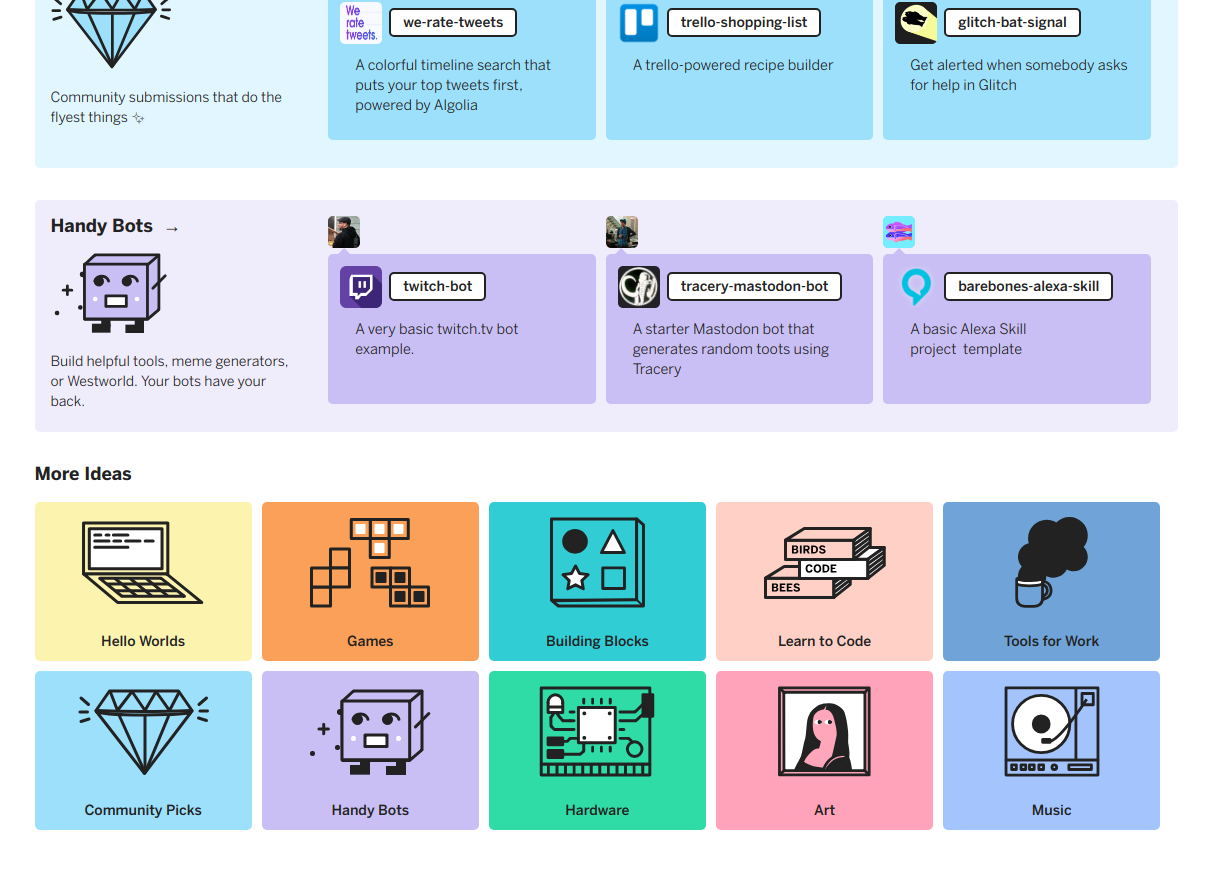 We
rate
tweets.
we-rate-tweets
trello-shopping-list
glitch-bat-signal
A colorful timeline search that
puts your top tweets first,
powered by Algolia
A trello-powered recipe builder
Get alerted when somebody asks
for help in Glitch
Community submissions that do the
flyest things ✨
Handy Bots →
twitch-bot
tracery-mastodon-bot
barebones-alexa-skill
A very basic twitch.tv bot
example.
A starter Mastodon bot that
generates random toots using
Tracery
A basic Alexa Skill
project template
Build helpful tools, meme generators,
or Westworld. Your bots have your
back.
More Ideas
BIRDS
CODE
BEES
Hello Worlds
Games
Building Blocks
Learn to Code
Tools for Work
Community Picks
Handy Bots
Hardware
Art
Music